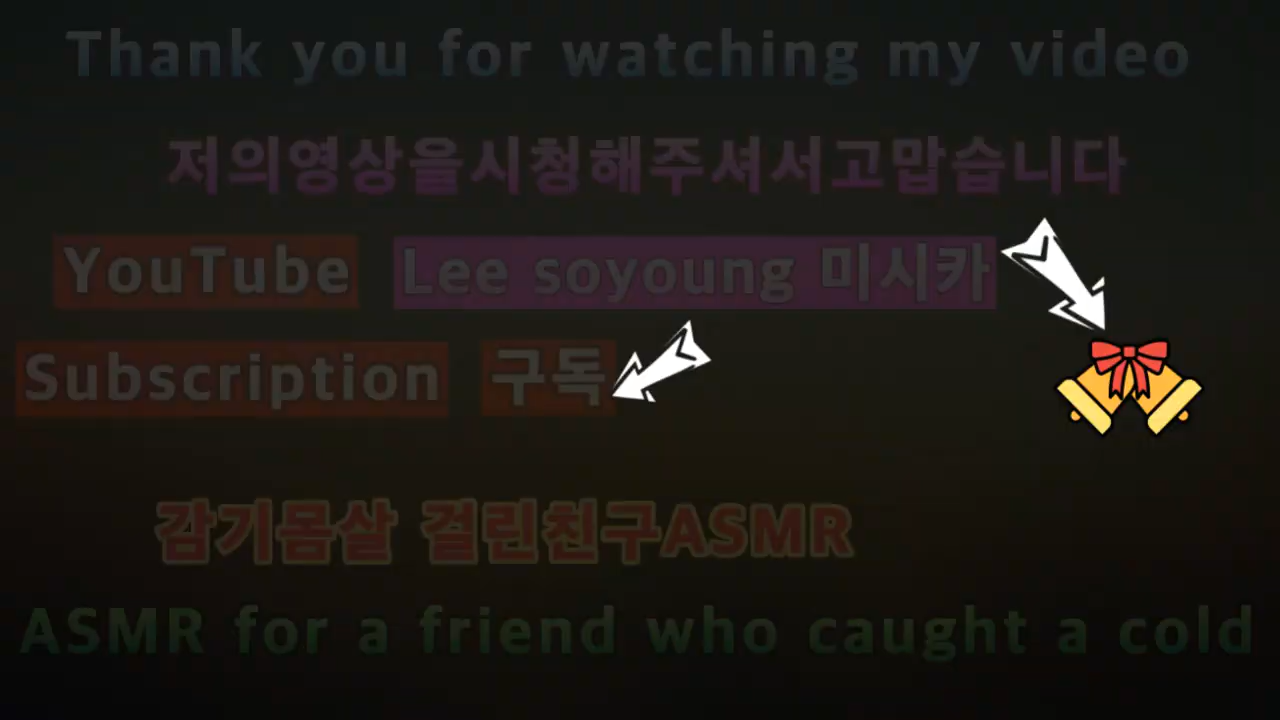 Thank you for watching my video
저의영상을시청해주셔서고맙습니다
YouTube Lee soyoung 미시카
Subscription 구독
감기몸살 걸린친구ASMR
ASMR for a friend who caught a cold